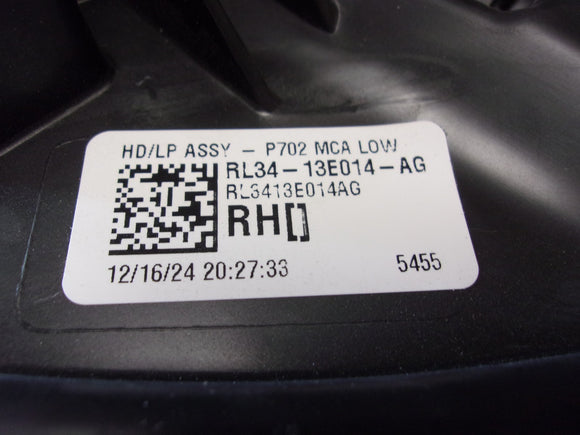 HD/LP ASSY - P702 MCA LOW
RL34-13E014-AG
RL3413E014AG
RH[]
12/16/24 20:27:33
5455